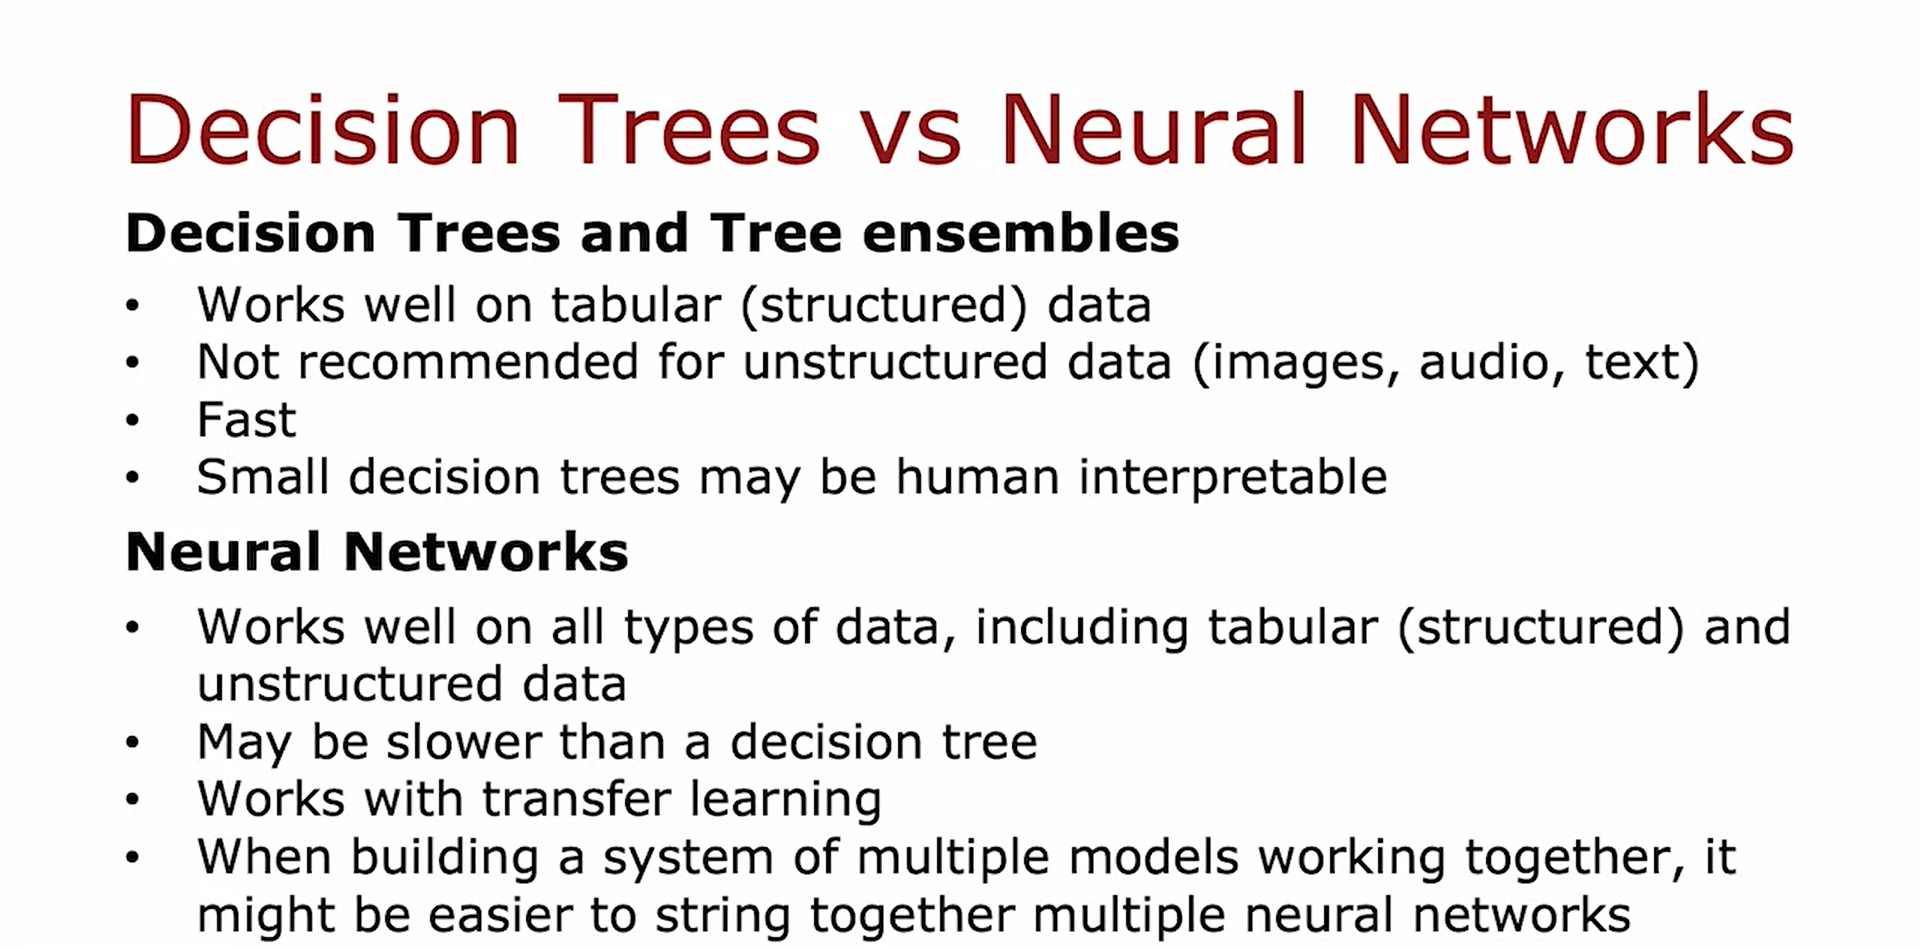 Decision Trees vs Neural Networks
Decision Trees and Tree ensembles
• Works well on tabular (structured) data
• Not recommended for unstructured data (images, audio, text)
• Fast
• Small decision trees may be human interpretable
Neural Networks
• Works well on all types of data, including tabular (structured) and
unstructured data
• May be slower than a decision tree
• Works with transfer learning
• When building a system of multiple models working together, it
might be easier to string together multiple neural networks